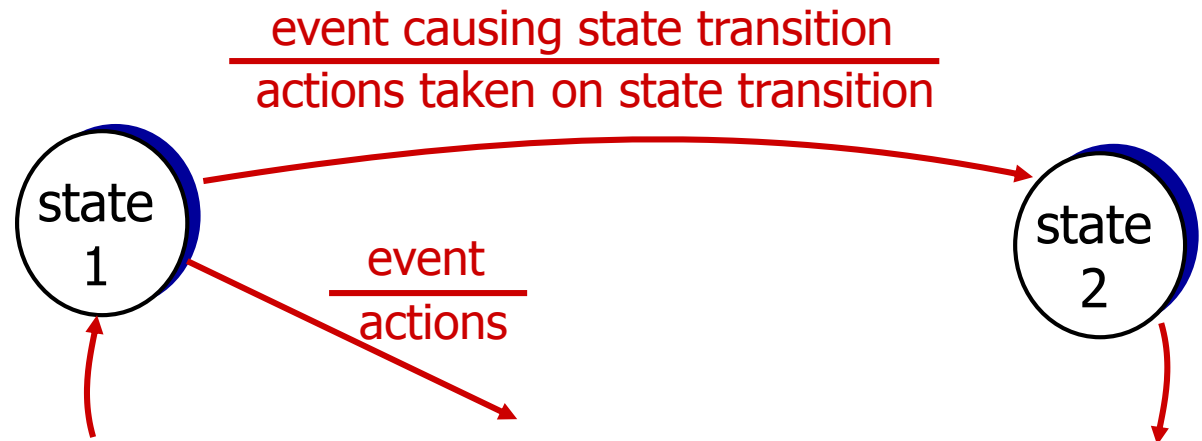 event causing state transition
actions taken on state transition
state
1
event
actions
state
2